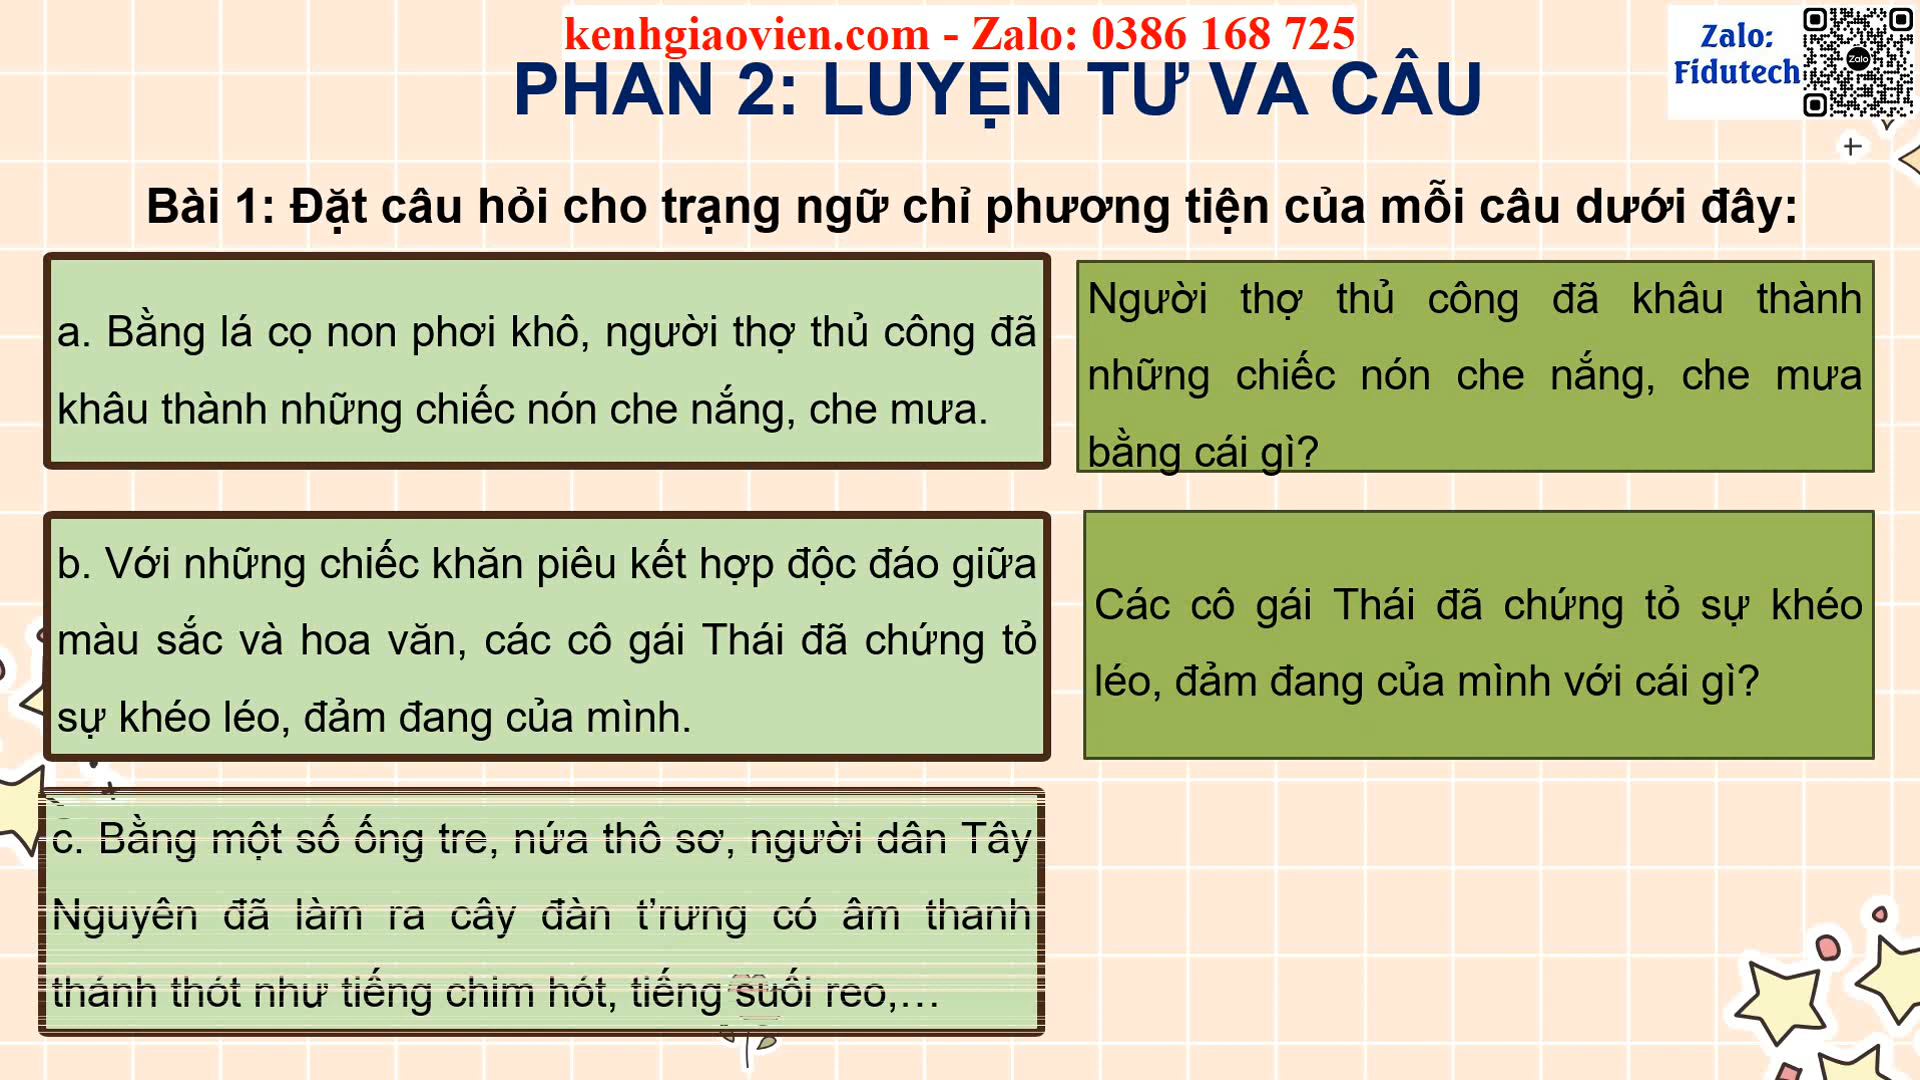 kenhgiaovien.com - Zalo: 0386 168 725
Zalo:
Fidutech
Zalo
PHẦN 2: LUYỆN TỪ VÀ CÂU
Bài 1: Đặt câu hỏi cho trạng ngữ chỉ phương tiện của mỗi câu dưới đây:
a. Bằng lá cọ non phơi khô, người thợ thủ công đã
khâu thành những chiếc nón che nắng, che mưa.
Người thợ thủ công đã khâu thành
những chiếc nón che nắng, che mưa
bằng cái gì?
b. Với những chiếc khăn piêu kết hợp độc đáo giữa
màu sắc và hoa văn, các cô gái Thái đã chứng tỏ
sự khéo léo, đảm đang của mình.
Các cô gái Thái đã chứng tỏ sự khéo
léo, đảm đang của mình với cái gì?
c. Bằng một số ống tre, nứa thô sơ, người dân Tây
Nguyên đã làm ra cây đàn t’rưng có âm thanh
thánh thót như tiếng chim hót, tiếng suối reo,…